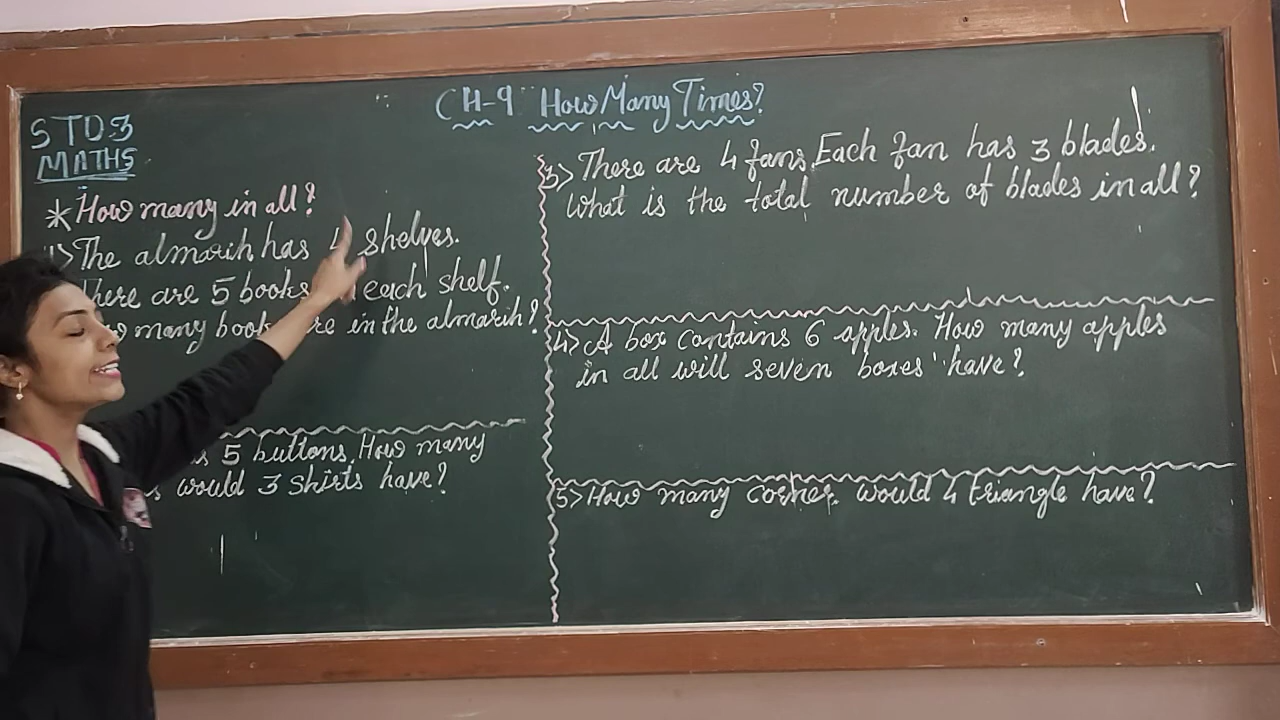 CH-9 How Many Times?
STD 3
MATHS
* How many in all?
1> The almarih has 4 shelves.
There are 5 books each shelf.
many book are in the almarih?
5 buttons. How many
would 3 shirts have?
3> There are 4 fans. Each fan has 3 blades.
What is the total number of blades in all?
4> A box contains 6 apples. How many apples
in all will seven boxes have?
5> How many corner would 4 triangle have?